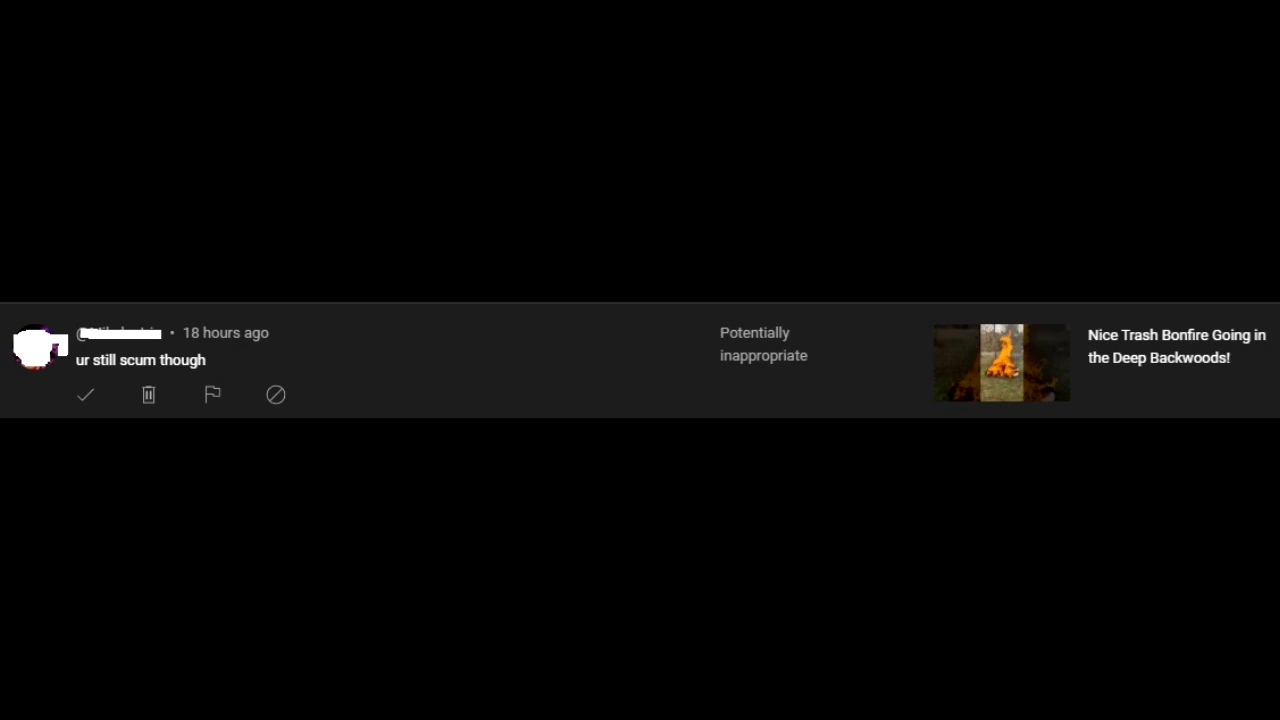 @ • 18 hours ago
ur still scum though
Potentially
inappropriate
Nice Trash Bonfire Going in
the Deep Backwoods!